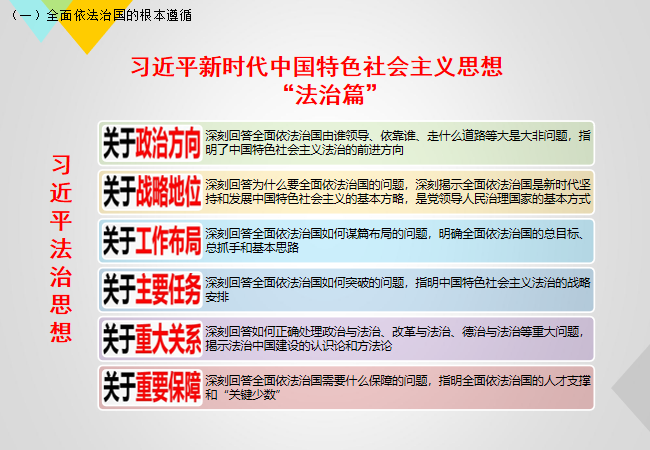 （一）全面依法治国的根本遵循
习近平新时代中国特色社会主义思想
“法治篇”
习近平法治思想
关于政治方向
深刻回答全面依法治国由谁领导、依靠谁、走什么道路等大是大非问题，指
明了中国特色社会主义法治的前进方向
关于战略地位
深刻回答为什么要全面依法治国的问题，深刻揭示全面依法治国是新时代坚
持和发展中国特色社会主义的基本方略，是党领导人民治理国家的基本方式
关于工作布局
深刻回答全面依法治国如何谋篇布局的问题，明确全面依法治国的总目标、
总抓手和基本思路
关于主要任务
深刻回答全面依法治国如何突破的问题，指明中国特色社会主义法治的战略
安排
关于重大关系
深刻回答如何正确处理政治与法治、改革与法治、德治与法治等重大问题，
揭示法治中国建设的认识论和方法论
关于重要保障
深刻回答全面依法治国需要什么保障的问题，指明全面依法治国的人才支撑
和“关键少数”